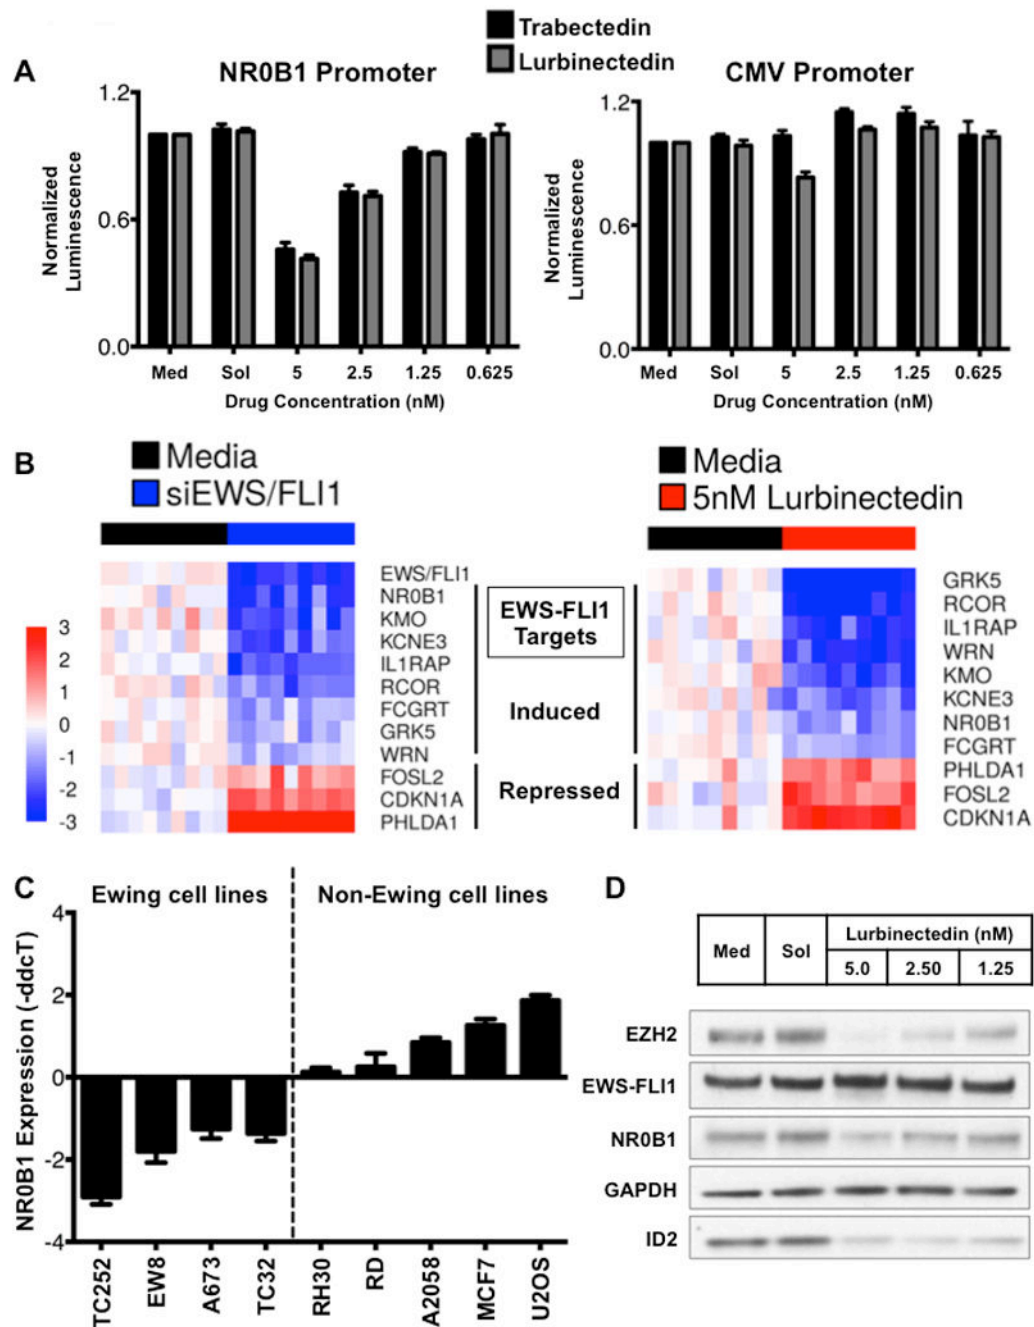 Trabectedin
Lurbinectedin
A
NR0B1 Promoter
CMV Promoter
1.2
0.6
0.0
Normalized
Luminescence
Med Sol 5 2.5 1.25 0.625
Drug Concentration (nM)
1.2
0.6
0.0
Normalized
Luminescence
Med Sol 5 2.5 1.25 0.625
Drug Concentration (nM)
B
Media
siEWS/FLI1
Media
5nM Lurbinectedin
3
2
1
0
-1
-2
-3
EWS/FLI1
NR0B1
KMO
KCNE3
IL1RAP
RCOR
FCGRT
GRK5
WRN
FOSL2
CDKN1A
PHLDA1
EWS-FLI1
Targets
Induced
Repressed
GRK5
RCOR
IL1RAP
WRN
KMO
KCNE3
NR0B1
FCGRT
PHLDA1
FOSL2
CDKN1A
C
Ewing cell lines
Non-Ewing cell lines
NR0B1 Expression (-ddcT)
4
2
0
-2
-4
TC252
EW8
A673
TC32
RH30
RD
A2058
MCF7
U2OS
D
Med Sol Lurbinectedin (nM)
5.0 2.50 1.25
EZH2
EWS-FLI1
NR0B1
GAPDH
ID2